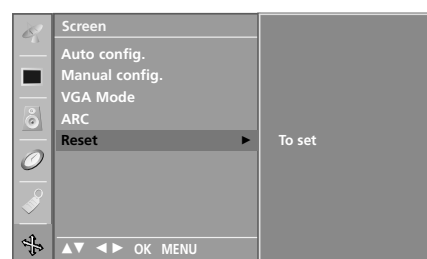 Screen
Auto config.
Manual config.
VGA Mode
ARC
Reset ► To set
▲▼ ◄► OK MENU